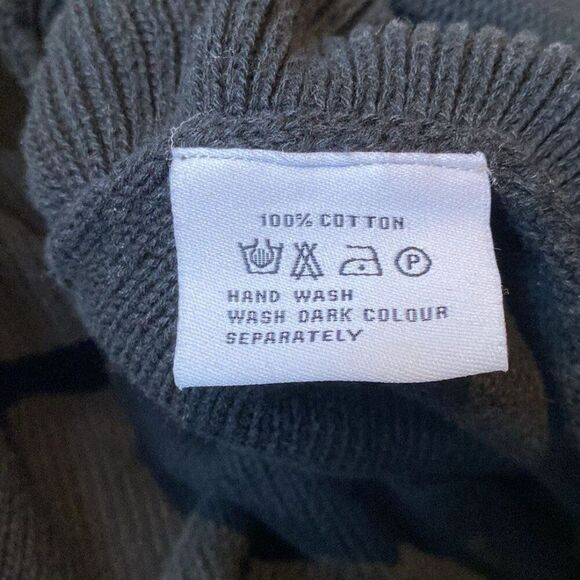 100% COTTON
P
HAND WASH
WASH DARK COLOUR
SEPARATELY